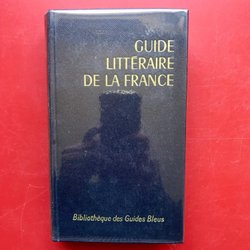 GUIDE
LITTÉRAIRE
DE LA FRANCE
Bibliothèque des Guides Bleus